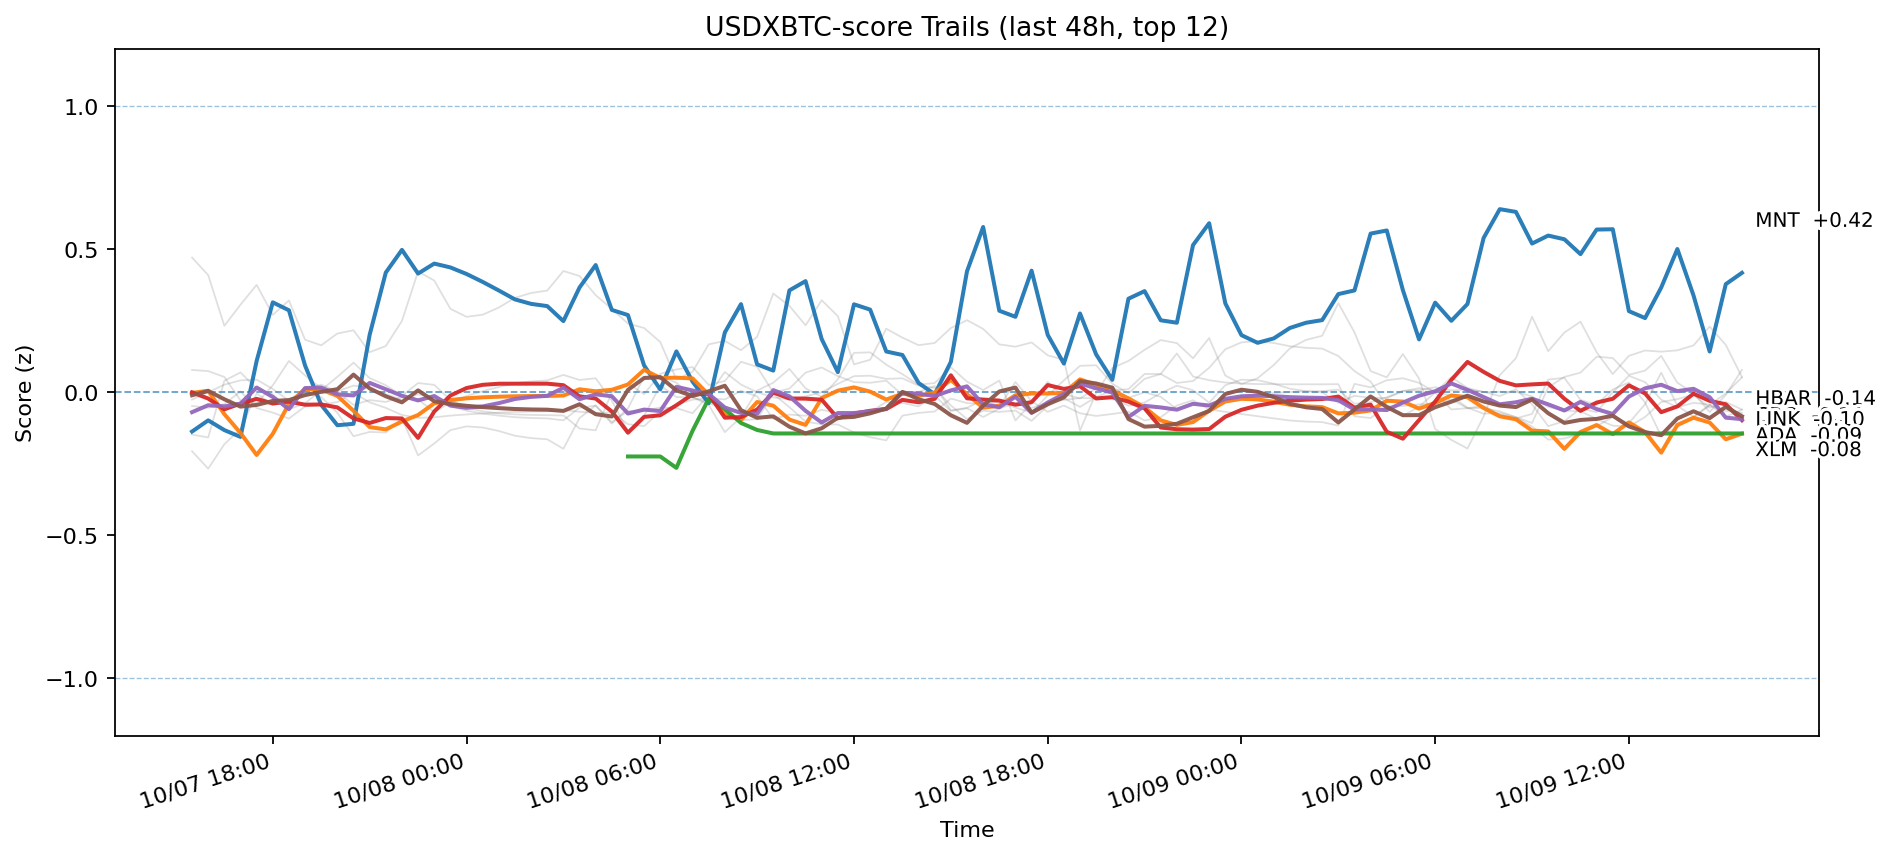 USDXBTC-score Trails (last 48h, top 12)
Score (z)
1.0
0.5
0.0
−0.5
−1.0
MNT +0.42
HBAR -0.14
LINK -0.10
ADA -0.09
XLM -0.08
10/07 18:00
10/08 00:00
10/08 06:00
10/08 12:00
10/08 18:00
10/09 00:00
10/09 06:00
10/09 12:00
Time